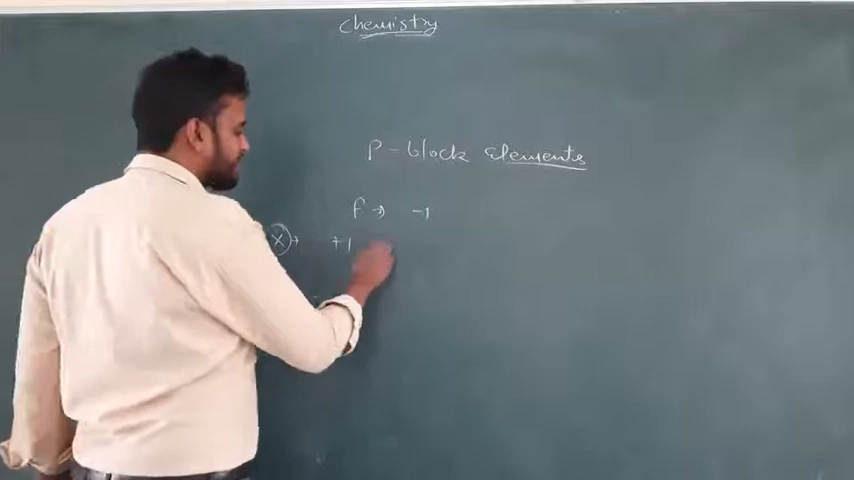 Chemistry
P-block Elements
F → -1
X → +1